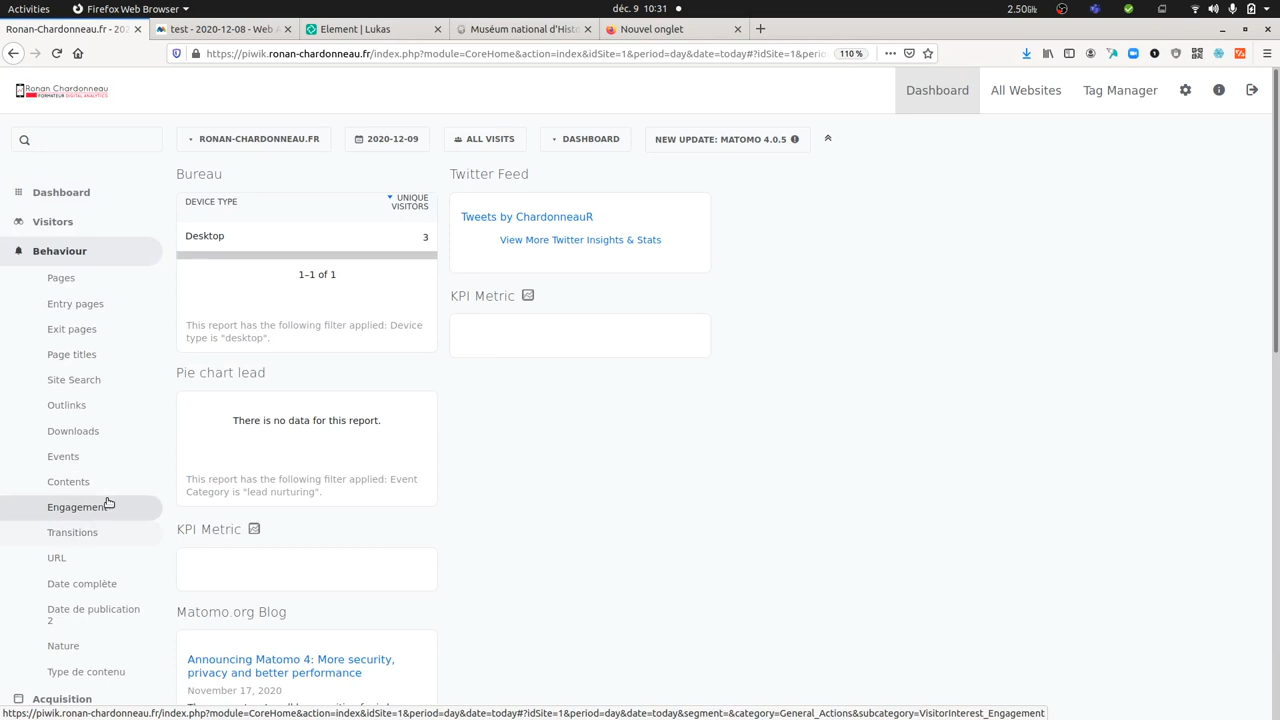 Activities
Firefox Web Browser
déc. 9 10:31
2.50GHz
Ronan-Chardonneau.fr - 202
test - 2020-12-08 - Web A
Element | Lukas
Muséum national d'Hist
Nouvel onglet
https://piwik.ronan-chardonneau.fr/index.php?module=CoreHome&action=index&idSite=1&period=day&date=today#?idSite=1&perio
110 %
Ronan Chardonneau
FORMATEUR DIGITAL ANALYTICS
Dashboard
All Websites
Tag Manager
RONAN-CHARDONNEAU.FR
2020-12-09
ALL VISITS
DASHBOARD
NEW UPDATE: MATOMO 4.0.5
Dashboard
Visitors
Behaviour
Pages
Entry pages
Exit pages
Page titles
Site Search
Outlinks
Downloads
Events
Contents
Engagement
Transitions
URL
Date complète
Date de publication
2
Nature
Type de contenu
Acquisition
Bureau
DEVICE TYPE
UNIQUE
VISITORS
Desktop 3
1–1 of 1
This report has the following filter applied: Device
type is "desktop".
Pie chart lead
There is no data for this report.
This report has the following filter applied: Event
Category is "lead nurturing".
KPI Metric
Matomo.org Blog
Announcing Matomo 4: More security,
privacy and better performance
November 17, 2020
Twitter Feed
Tweets by ChardonneauR
View More Twitter Insights & Stats
KPI Metric
https://piwik.ronan-chardonneau.fr/index.php?module=CoreHome&action=index&idSite=1&period=day&date=today#?idSite=1&period=day&date=today&segment=&category=General_Actions&subcategory=VisitorInterest_Engagement